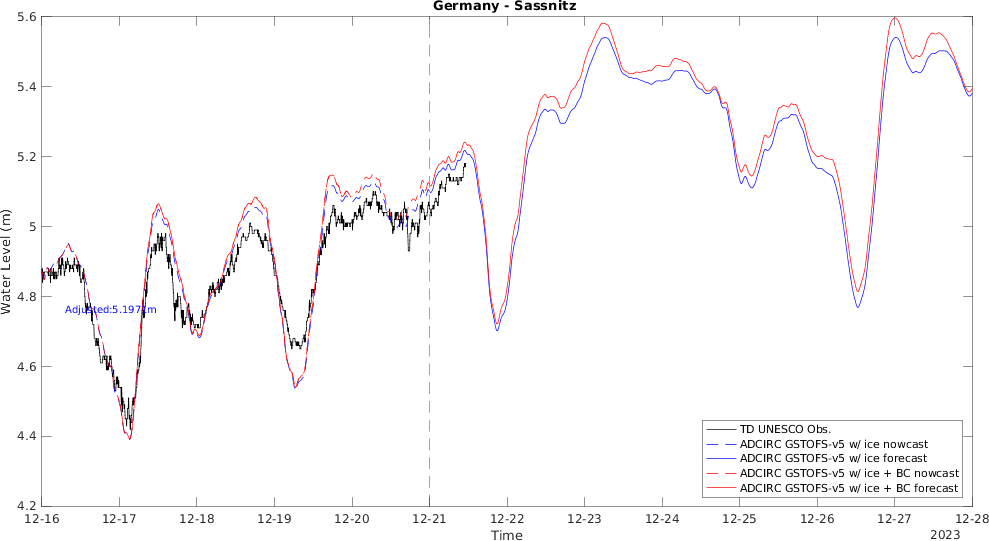 Germany - Sassnitz
5.6
5.4
5.2
5
4.8
4.6
4.4
4.2
Water Level (m)
Adjusted:5.1977m
TD UNESCO Obs.
ADCIRC GSTOFS-v5 w/ ice nowcast
ADCIRC GSTOFS-v5 w/ ice forecast
ADCIRC GSTOFS-v5 w/ ice + BC nowcast
ADCIRC GSTOFS-v5 w/ ice + BC forecast
12-16 12-17 12-18 12-19 12-20 12-21 12-22 12-23 12-24 12-25 12-26 12-27 12-28
Time
2023